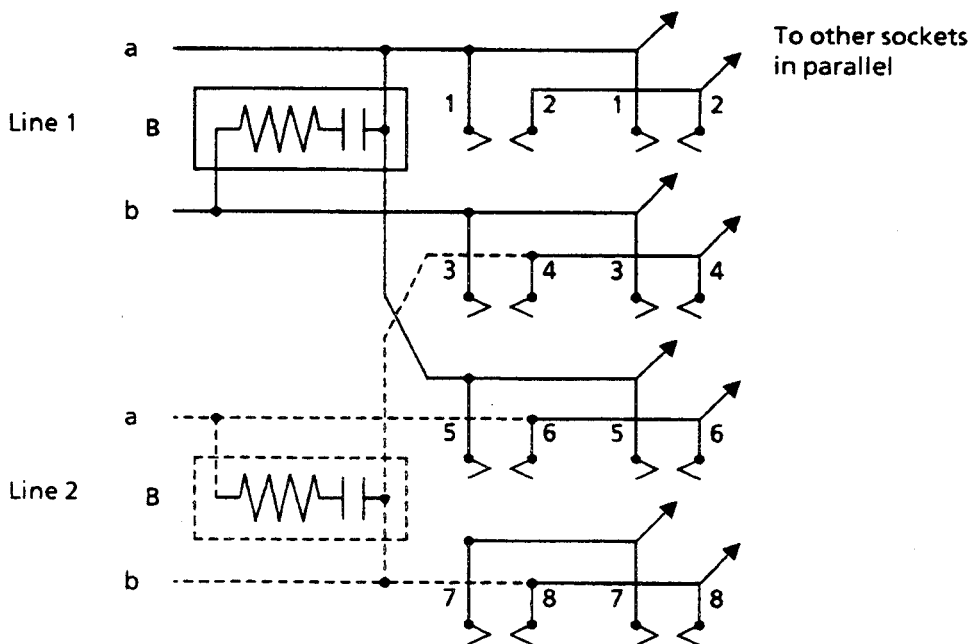 a
To other sockets
in parallel
1 2 1 2
Line 1 B
b
3 4 3 4
a
5 6 5 6
Line 2 B
b
7 8 7 8